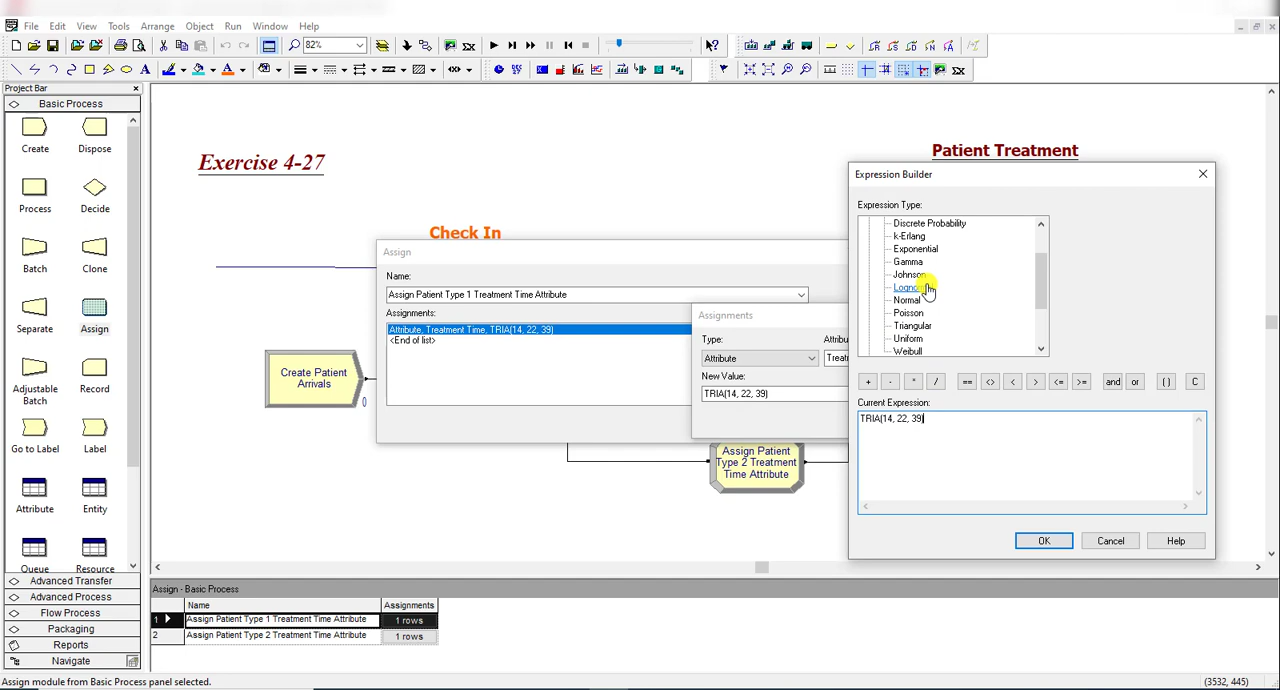 File Edit View Tools Arrange Object Run Window Help
82%
Project Bar
Basic Process
Create Dispose
Process Decide
Batch Clone
Separate Assign
Adjustable Batch Record
Go to Label Label
Attribute Entity
Queue Resource
Advanced Transfer
Advanced Process
Flow Process
Packaging
Reports
Navigate
Exercise 4-27
Patient Treatment
Check In
Create Patient
Arrivals
0
Assign
Name:
Assign Patient Type 1 Treatment Time Attribute
Assignments:
Attribute, Treatment Time, TRIA(14, 22, 39)
<End of list>
Assignments
Type:
Attribute
New Value:
TRIA(14, 22, 39)
Assign Patient
Type 2 Treatment
Time Attribute
Expression Builder
Expression Type:
Discrete Probability
k-Erlang
Exponential
Gamma
Johnson
Normal
Poisson
Triangular
Uniform
Weibull
+ - * / == <> < > <= >= and or ( ) C
Current Expression:
TRIA(14, 22, 39)
OK Cancel Help
Assign - Basic Process
Name Assignments
1 Assign Patient Type 1 Treatment Time Attribute 1 rows
2 Assign Patient Type 2 Treatment Time Attribute 1 rows
Assign module from Basic Process panel selected.
(3532, 445)